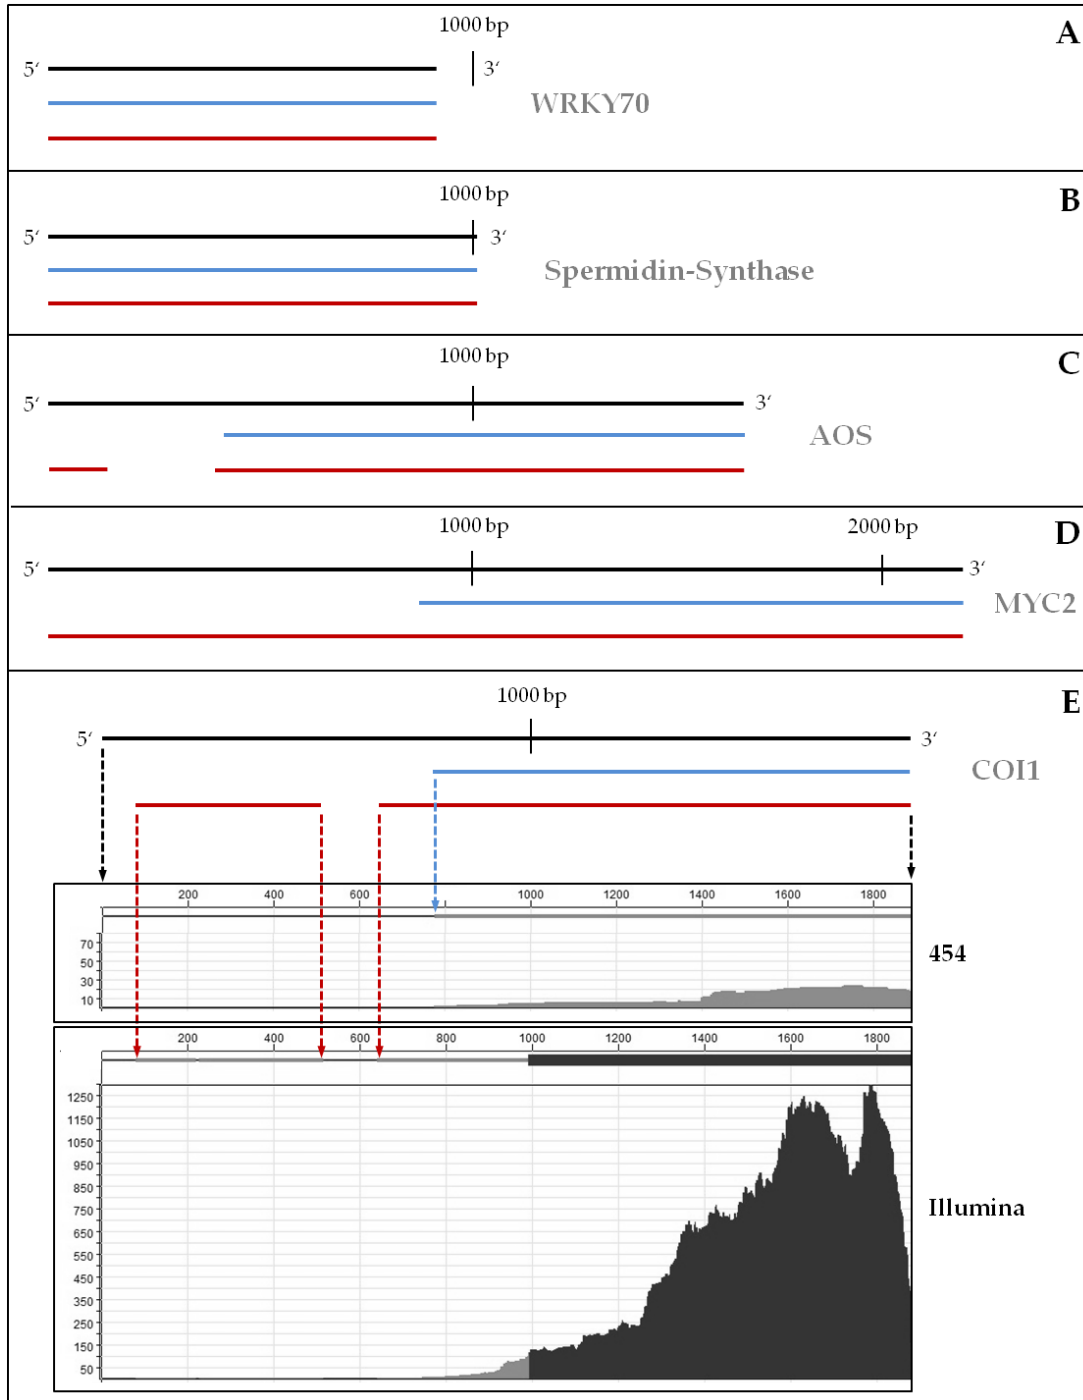 1000 bp
A
5‘
3‘
WRKY70
1000 bp
B
5‘
3‘
Spermidin-Synthase
1000 bp
C
5‘
3‘
AOS
1000 bp
2000 bp
D
5‘
3‘
MYC2
1000 bp
E
5‘
3‘
COI1
200 400 600 1000 1200 1400 1600 1800
70
50
30
10
454
200 400 600 800 1000 1200 1400 1600 1800
1250
1150
1050
950
850
750
650
550
450
350
250
150
50
Illumina